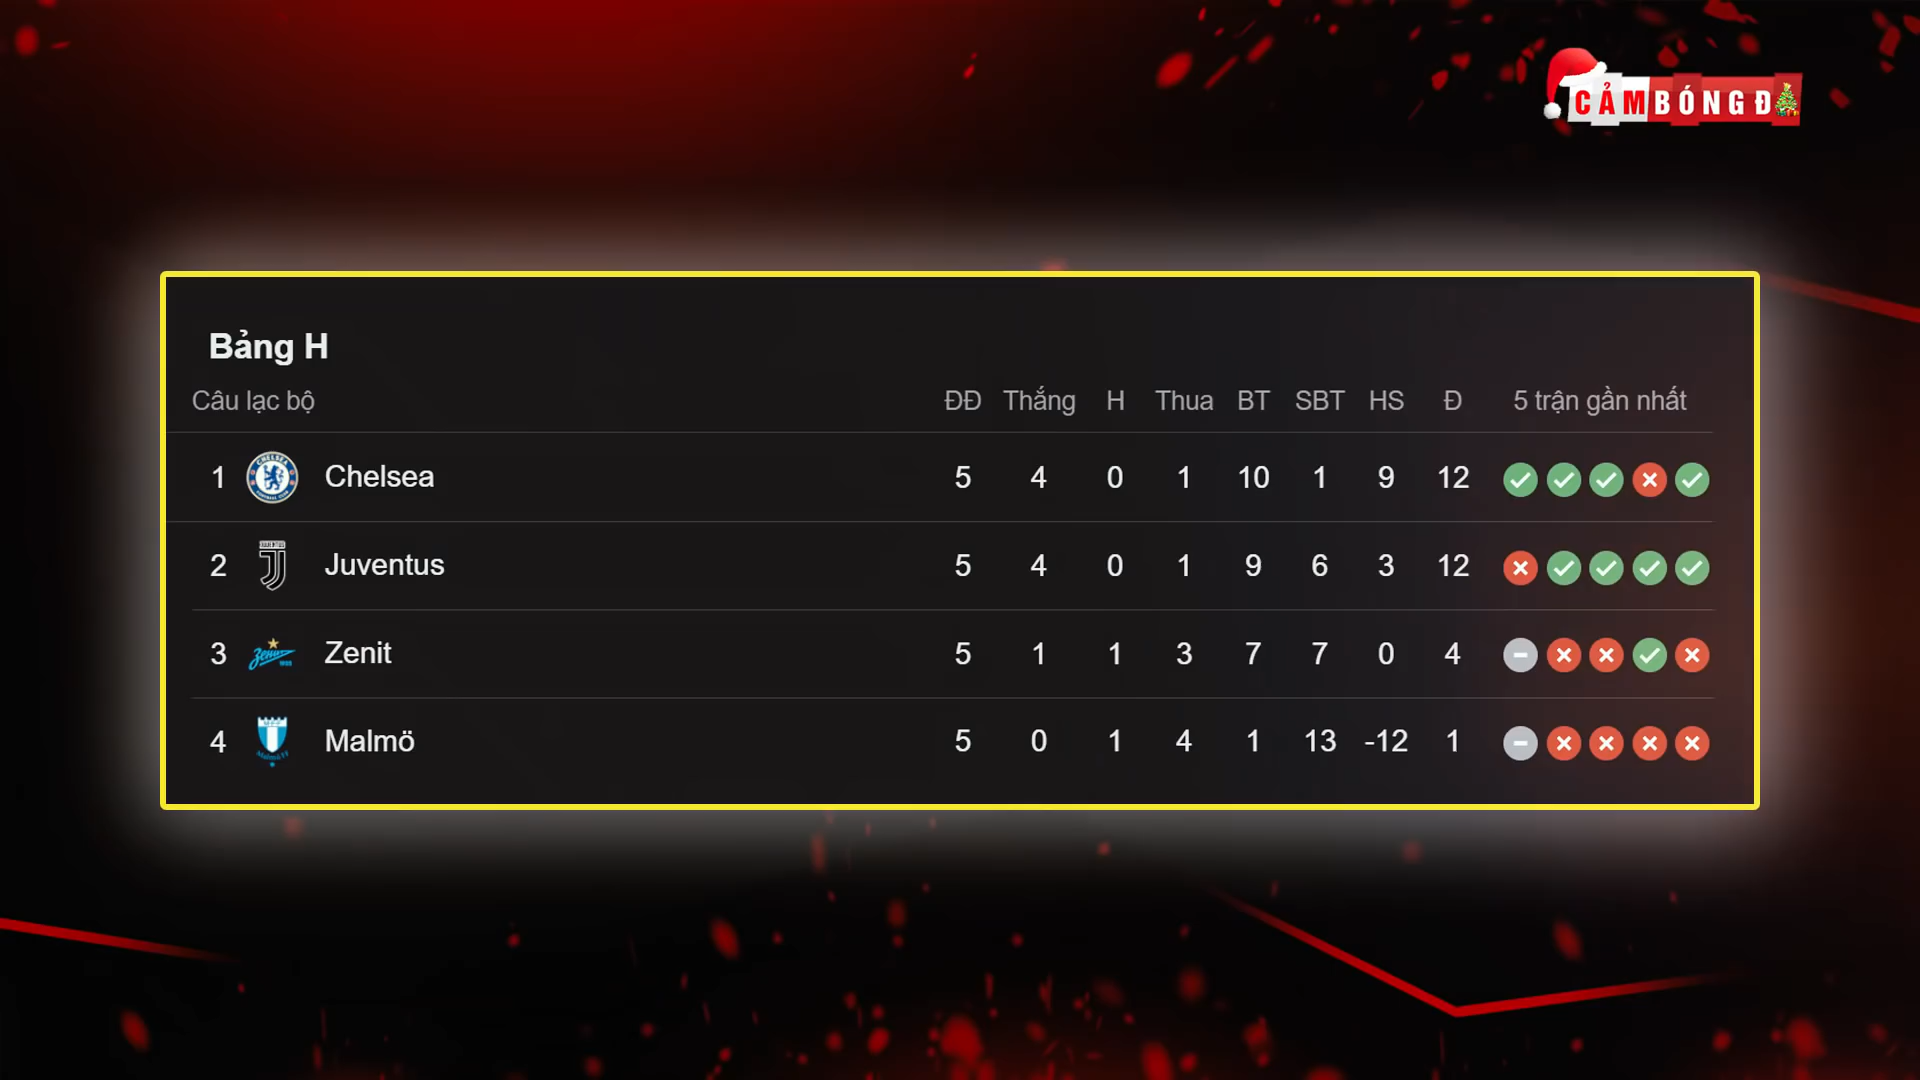 CẢM BÓNG Đ
Bảng H
Câu lạc bộ ĐĐ Thắng H Thua BT SBT HS Đ 5 trận gần nhất
1 Chelsea 5 4 0 1 10 1 9 12
2 Juventus 5 4 0 1 9 6 3 12
3 Zenit 5 1 1 3 7 7 0 4
4 Malmö 5 0 1 4 1 13 -12 1